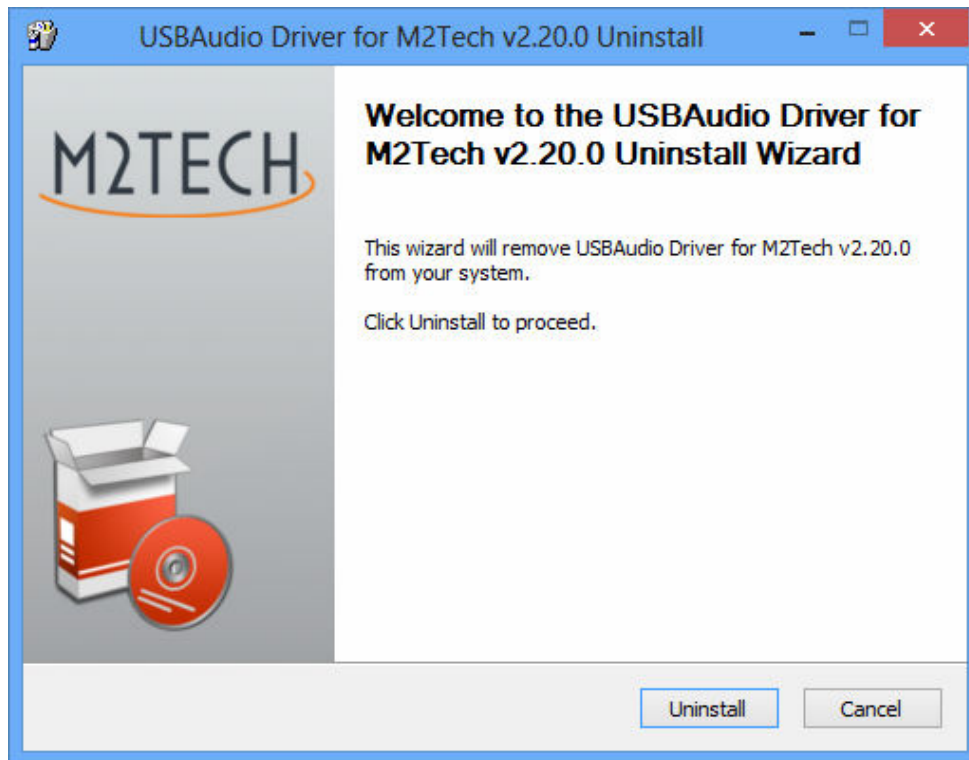 USBAudio Driver for M2Tech v2.20.0 Uninstall
M2TECH
Welcome to the USBAudio Driver for
M2Tech v2.20.0 Uninstall Wizard
This wizard will remove USBAudio Driver for M2Tech v2.20.0
from your system.
Click Uninstall to proceed.
Uninstall
Cancel